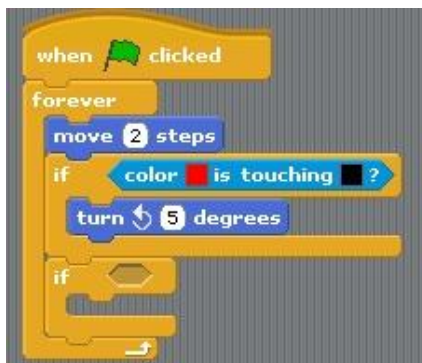 when clicked
forever
move 2 steps
if color is touching ?
turn 5 degrees
if